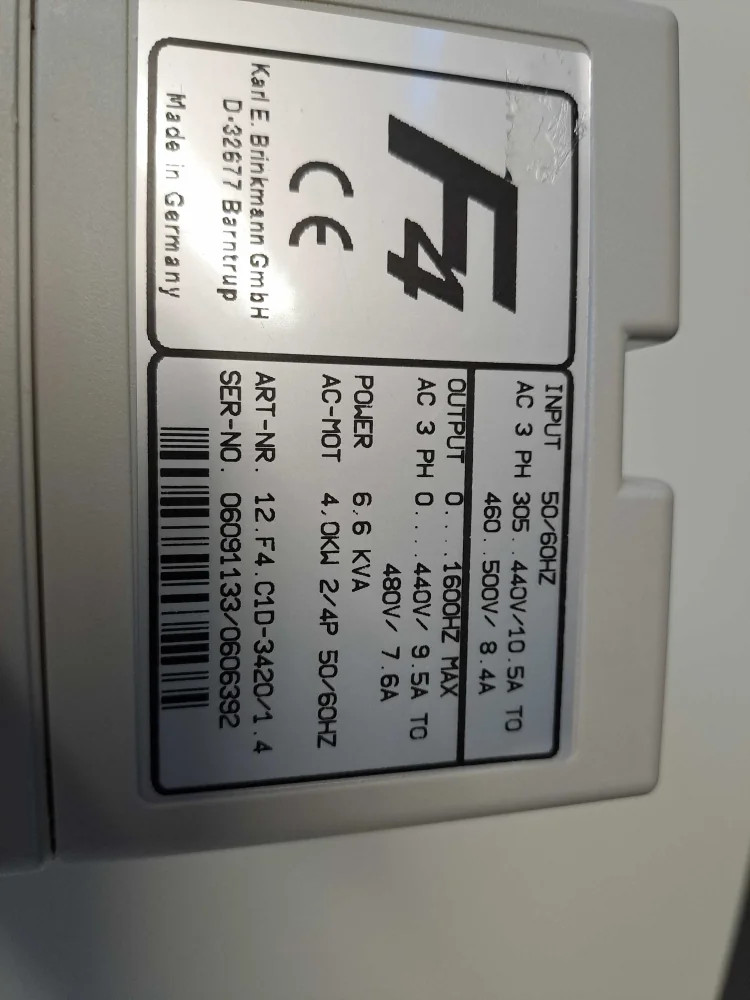 F4
CE
Karl E. Brinkmann GmbH
D-32677 Barntrup
Made in Germany
INPUT 50/60HZ
AC 3 PH 305..440V/10.5A TO
460..500V/ 8.4A
OUTPUT 0....1600HZ MAX
AC 3 PH 0....440V/ 9.5A TO
480V/ 7.6A
POWER 6,6 KVA
AC-MOT 4,0KW 2/4P 50/60HZ
ART-NR. 12.F4.C1D-3420/1.4
SER-NO. 06091133/0606392